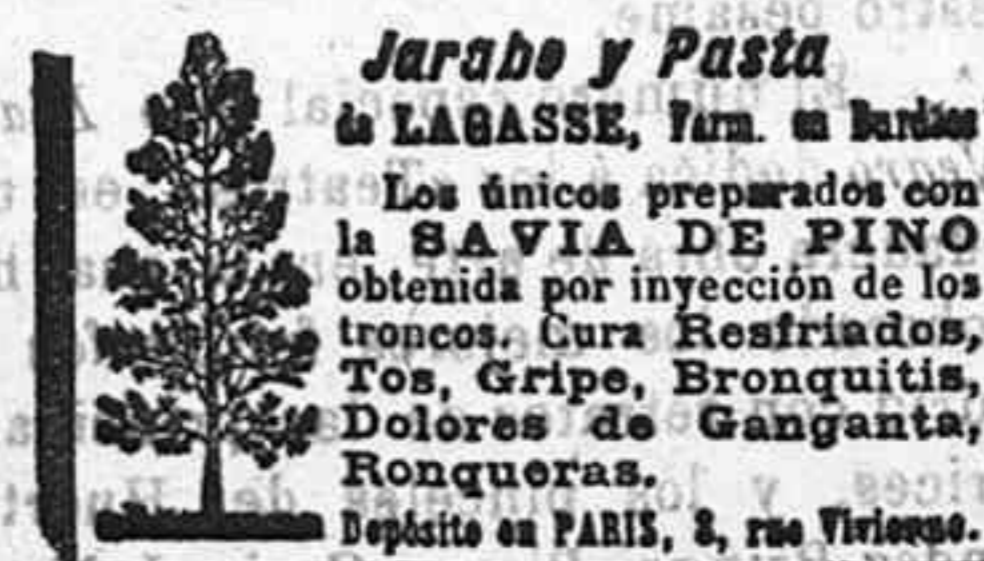 Jarabe y Pasta
de LAGASSE, Farm. en Burdeos
Los únicos preparados con
la SAVIA DE PINO
obtenida por inyección de los
troncos. Cura Resfriados,
Tos, Gripe, Bronquitis,
Dolores de Ganganta,
Ronqueras.
Depósito en PARIS, 8, rue Vivienne.